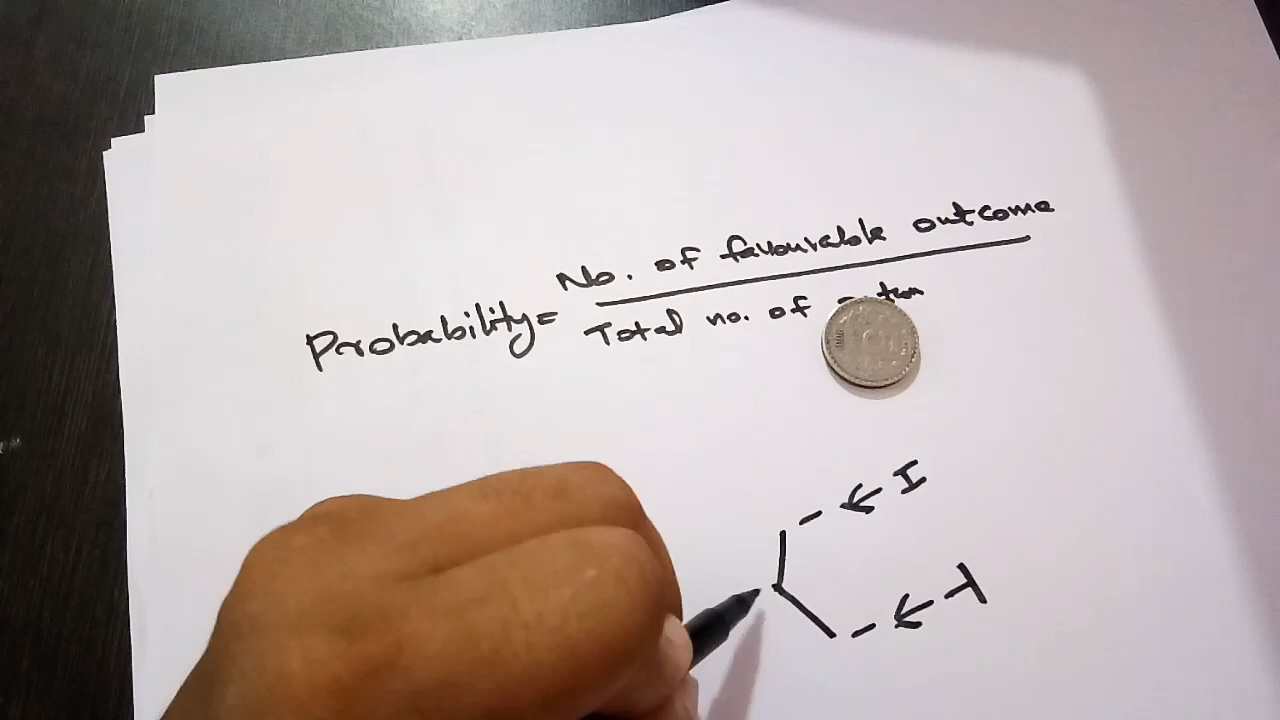 No. of favourable outcome
Probability=
Total no. of
H
T